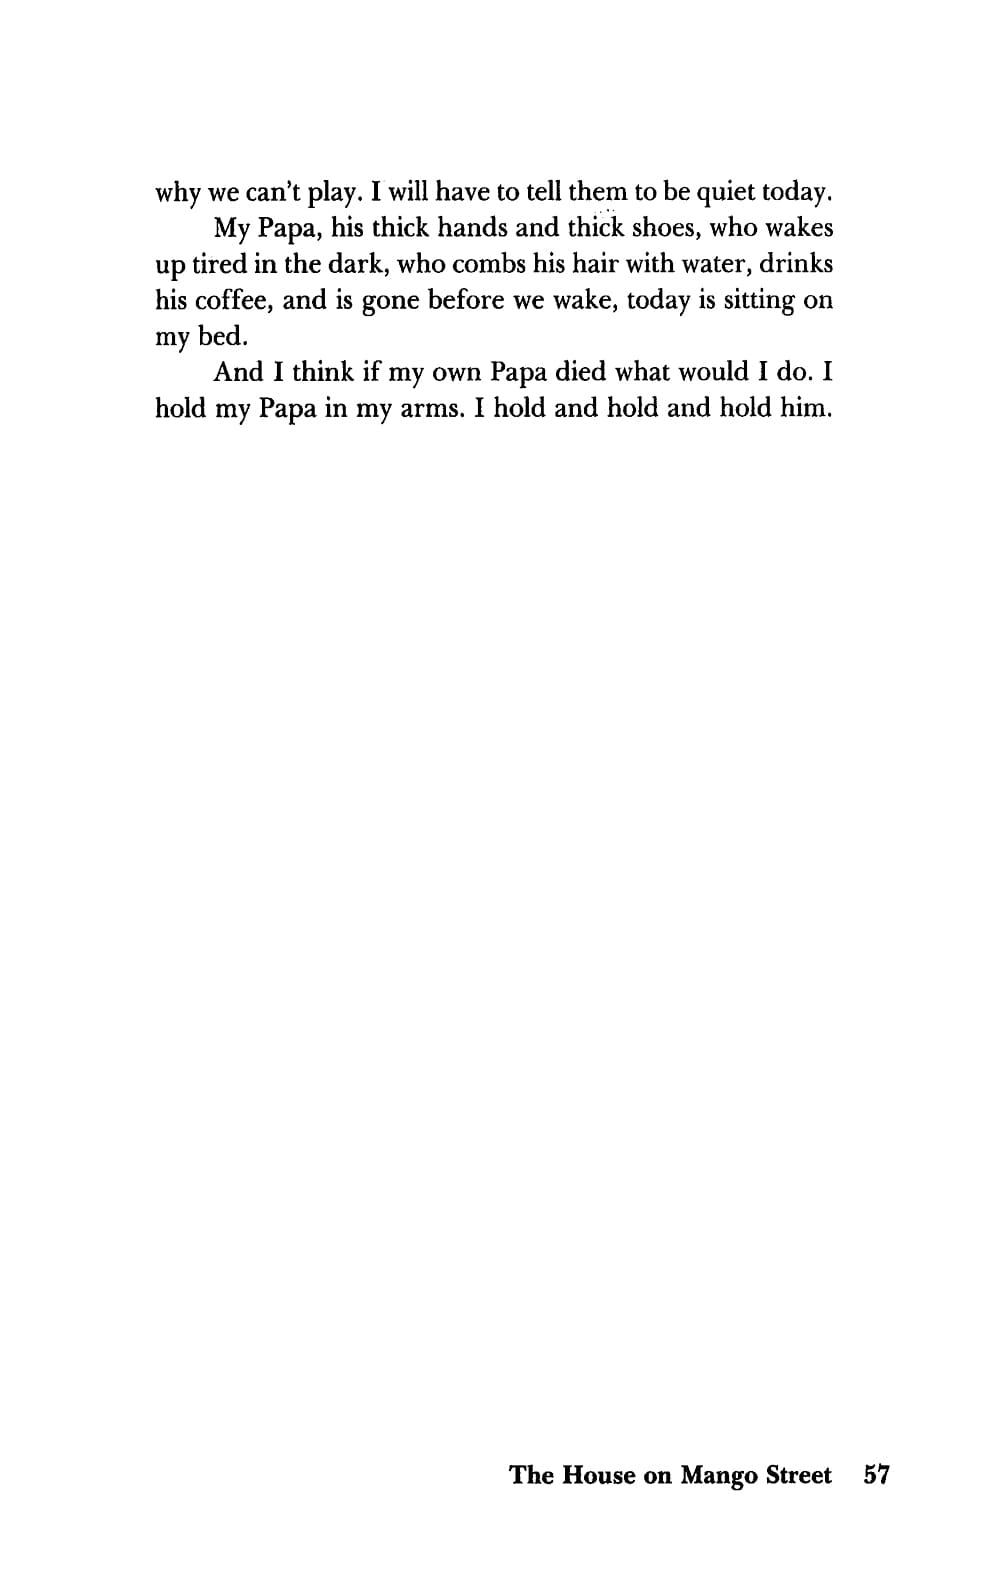 why we can't play. I will have to tell them to be quiet today.
My Papa, his thick hands and thick shoes, who wakes
up tired in the dark, who combs his hair with water, drinks
his coffee, and is gone before we wake, today is sitting on
my bed.
And I think if my own Papa died what would I do. I
hold my Papa in my arms. I hold and hold and hold him.
The House on Mango Street 57